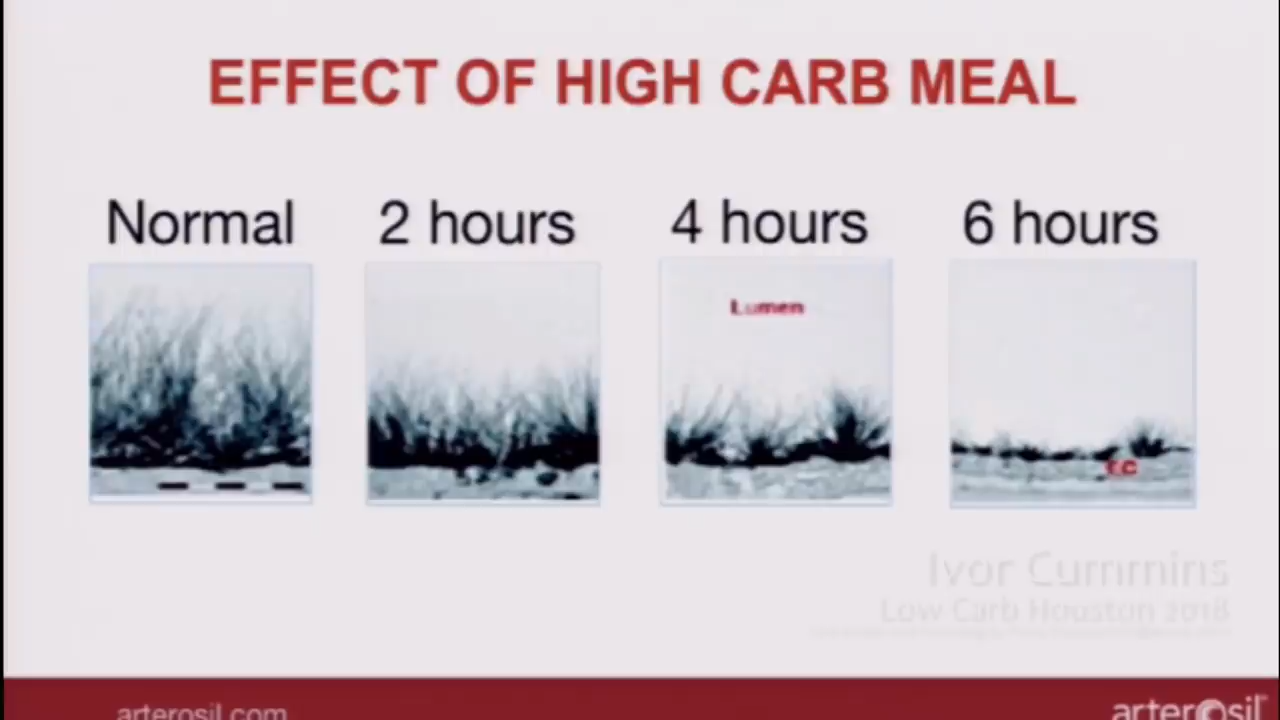 EFFECT OF HIGH CARB MEAL
Normal 2 hours 4 hours 6 hours
Lumen
EC
Ivor Cummins
Low Carb Houston 2018
arterosil.com arterosil